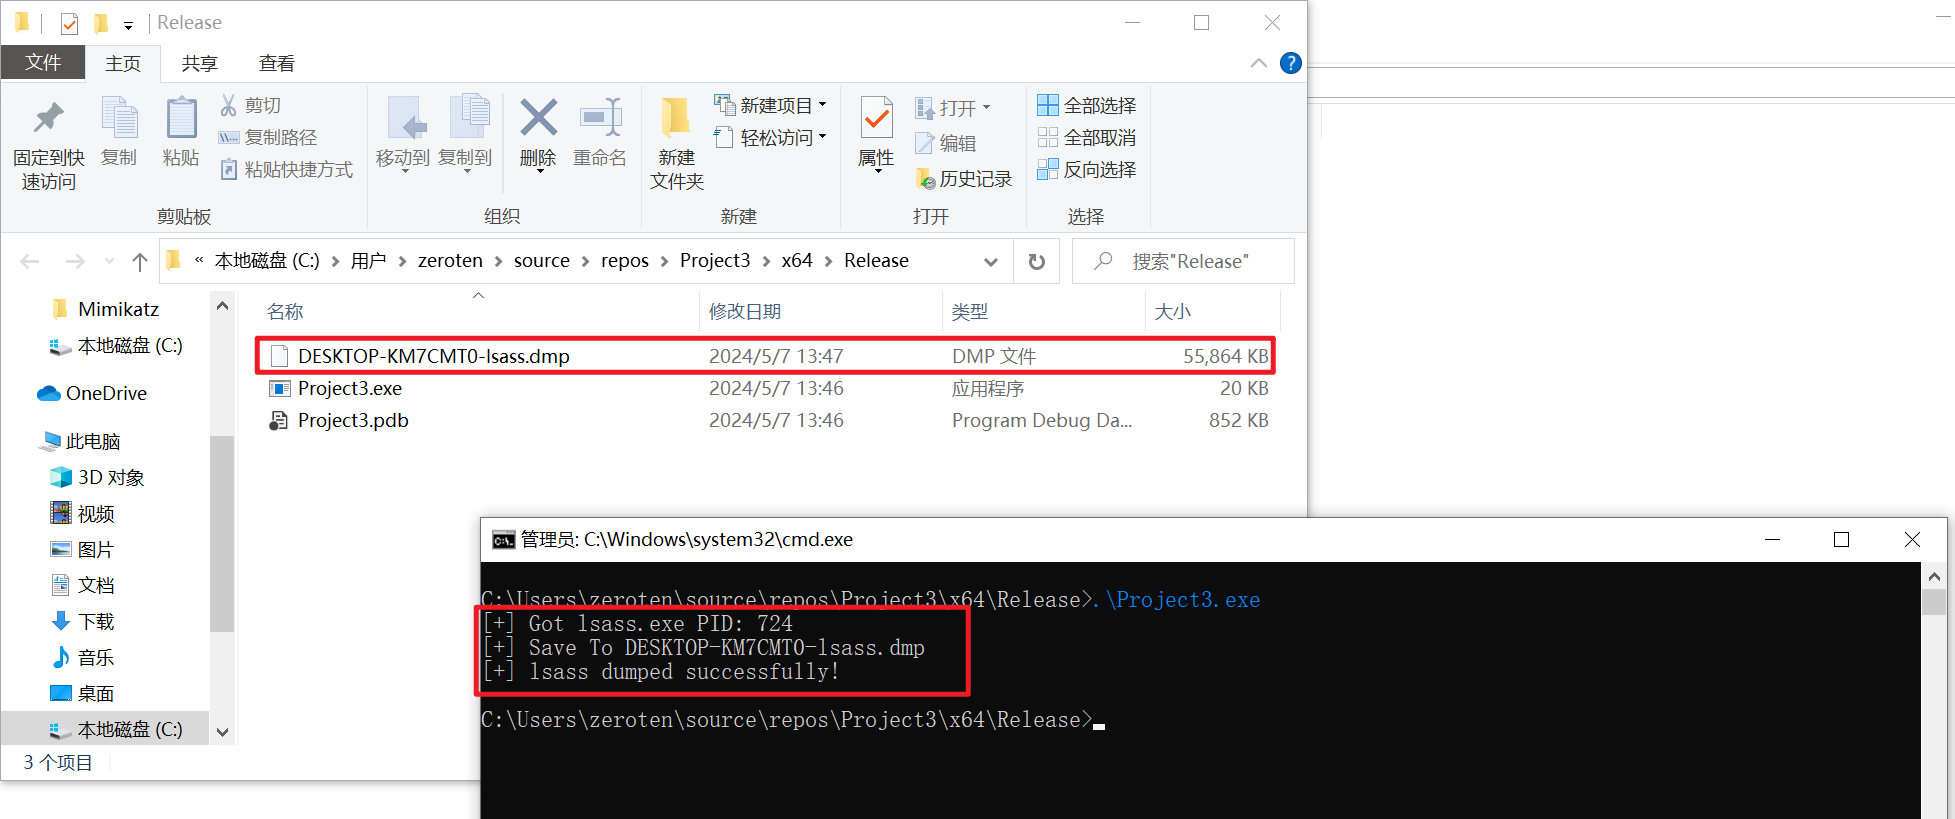 Release
文件 主页 共享 查看
固定到快速访问
复制
粘贴
剪切
复制路径
粘贴快捷方式
剪贴板
移动到
复制到
删除
重命名
组织
新建
文件夹
新建项目
轻松访问
新建
属性
打开
编辑
历史记录
打开
全部选择
全部取消
反向选择
选择
« 本地磁盘 (C:) > 用户 > zeroten > source > repos > Project3 > x64 > Release
搜索"Release"
Mimikatz
本地磁盘 (C:)
OneDrive
此电脑
3D 对象
视频
图片
文档
下载
音乐
桌面
本地磁盘 (C:)
名称 修改日期 类型 大小
DESKTOP-KM7CMT0-lsass.dmp 2024/5/7 13:47 DMP 文件 55,864 KB
Project3.exe 2024/5/7 13:46 应用程序 20 KB
Project3.pdb 2024/5/7 13:46 Program Debug Da... 852 KB
3 个项目
管理员: C:\Windows\system32\cmd.exe
C:\Users\zeroten\source\repos\Project3\x64\Release>.\Project3.exe
[+] Got lsass.exe PID: 724
[+] Save To DESKTOP-KM7CMT0-lsass.dmp
[+] lsass dumped successfully!
C:\Users\zeroten\source\repos\Project3\x64\Release>